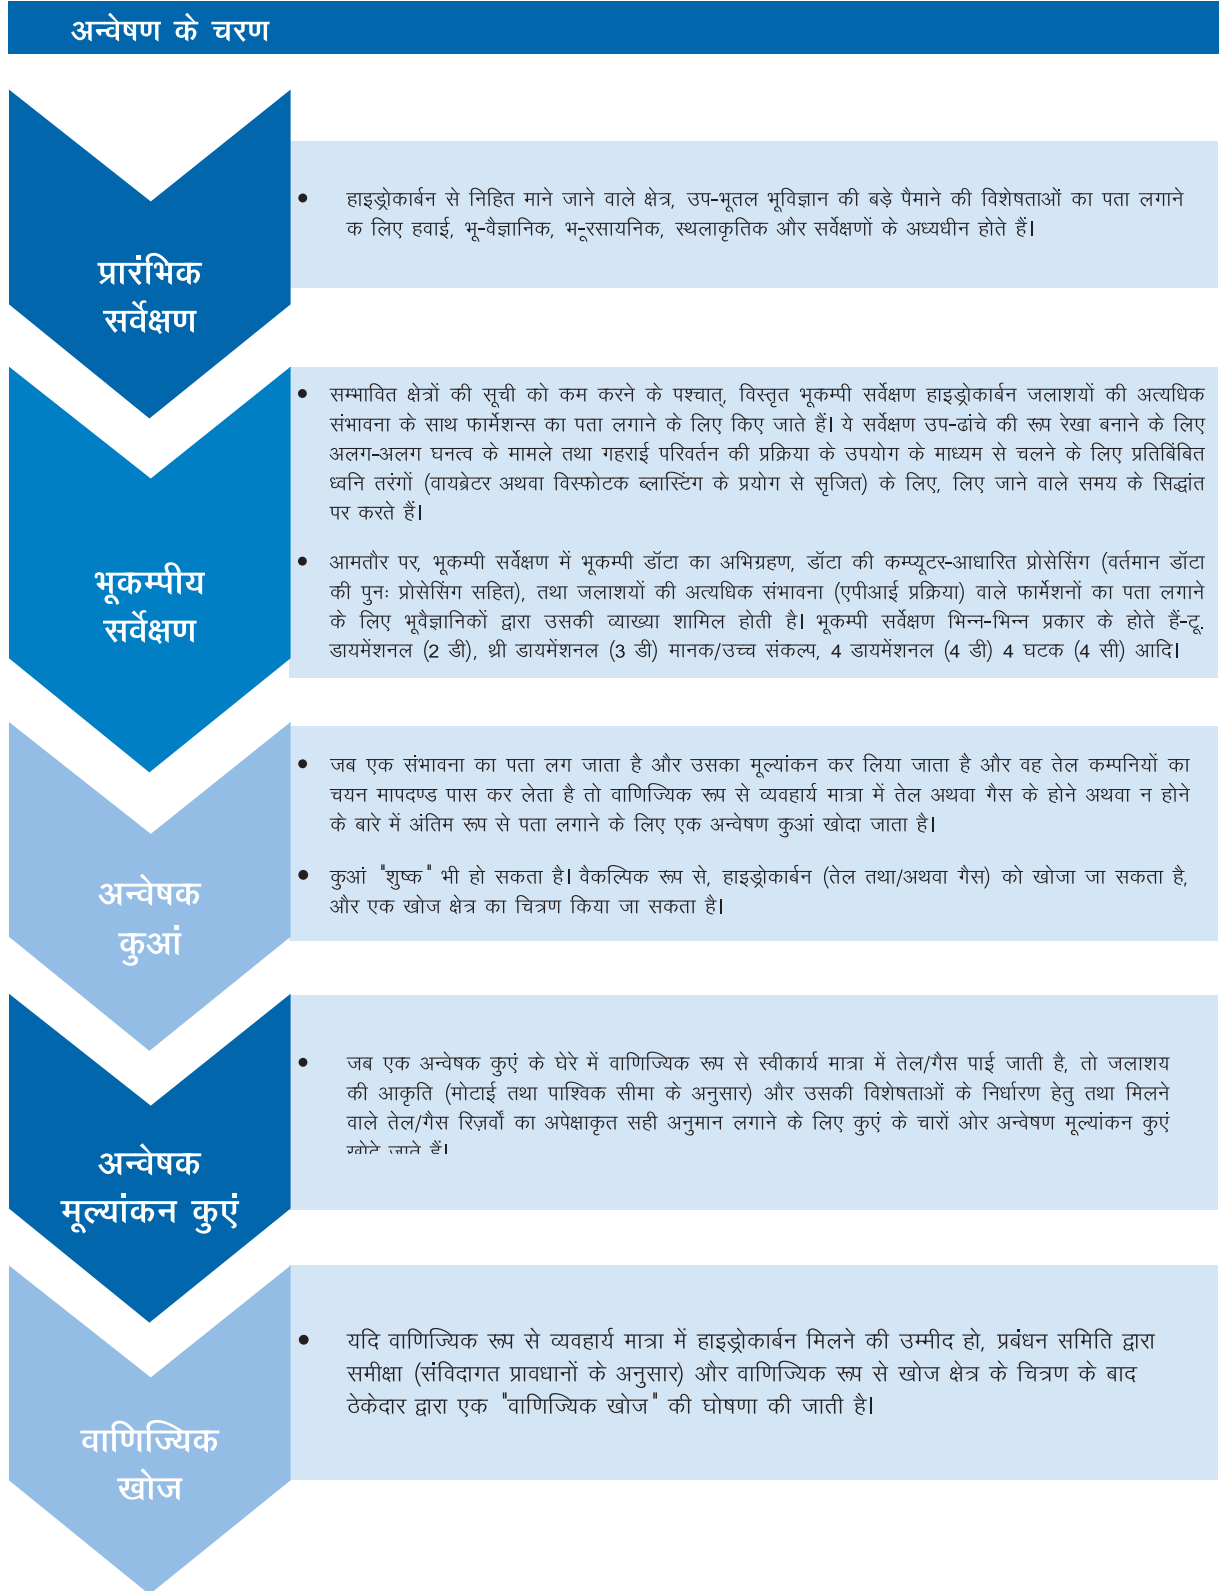 अन्वेषण के चरण
प्रारंभिक
सर्वेक्षण
• हाइड्रोकार्बन से निहित माने जाने वाले क्षेत्र, उप-भूतल भूविज्ञान की बड़े पैमाने की विशेषताओं का पता लगाने
क लिए हवाई, भू-वैज्ञानिक, भ-ूरसायनिक, स्थलाकृतिक और सर्वेक्षणों के अध्यधीन होते हैं।
भूकम्पीय
सर्वेक्षण
• सम्भावित क्षेत्रों की सूची को कम करने के पश्चात्, विस्तृत भूकम्पी सर्वेक्षण हाइड्रोकार्बन जलाशयों की अत्यधिक
संभावना के साथ फार्मेशन्स का पता लगाने के लिए किए जाते हैं। ये सर्वेक्षण उप-ढांचे की रूप रेखा बनाने के लिए
अलग-अलग घनत्व के मामले तथा गहराई परिवर्तन की प्रक्रिया के उपयोग के माध्यम से चलने के लिए प्रतिबिंबित
ध्वनि तरंगों (वायब्रेटर अथवा विस्फोटक ब्लास्टिंग के प्रयोग से सृजित) के लिए, लिए जाने वाले समय के सिद्धांत
पर करते हैं।
• आमतौर पर, भूकम्पी सर्वेक्षण में भूकम्पी डॉटा का अभिग्रहण, डॉटा की कम्प्यूटर-आधारित प्रोसेसिंग (वर्तमान डॉटा
की पुनः प्रोसेसिंग सहित), तथा जलाशयों की अत्यधिक संभावना (एपीआई प्रक्रिया) वाले फार्मेशनों का पता लगाने
के लिए भूवैज्ञानिकों द्वारा उसकी व्याख्या शामिल होती है। भूकम्पी सर्वेक्षण भिन्न-भिन्न प्रकार के होते हैं-टू.
डायमेंशनल (2 डी), थ्री डायमेंशनल (3 डी) मानक/उच्च संकल्प, 4 डायमेंशनल (4 डी) 4 घटक (4 सी) आदि।
अन्वेषक
कुआं
• जब एक संभावना का पता लग जाता है और उसका मूल्यांकन कर लिया जाता है और वह तेल कम्पनियों का
चयन मापदण्ड पास कर लेता है तो वाणिज्यिक रूप से व्यवहार्य मात्रा में तेल अथवा गैस के होने अथवा न होने
के बारे में अंतिम रूप से पता लगाने के लिए एक अन्वेषण कुआं खोदा जाता है।
• कुआं "शुष्क" भी हो सकता है। वैकल्पिक रूप से, हाइड्रोकार्बन (तेल तथा/अथवा गैस) को खोजा जा सकता है,
और एक खोज क्षेत्र का चित्रण किया जा सकता है।
अन्वेषक
मूल्यांकन कुएं
• जब एक अन्वेषक कुएं के घेरे में वाणिज्यिक रूप से स्वीकार्य मात्रा में तेल/गैस पाई जाती है, तो जलाशय
की आकृति (मोटाई तथा पाश्विक सीमा के अनुसार) और उसकी विशेषताओं के निर्धारण हेतु तथा मिलने
वाले तेल/गैस रिज़र्वों का अपेक्षाकृत सही अनुमान लगाने के लिए कुएं के चारों ओर अन्वेषण मूल्यांकन कुएं
खोदे जाते हैं।
वाणिज्यिक
खोज
• यदि वाणिज्यिक रूप से व्यवहार्य मात्रा में हाइड्रोकार्बन मिलने की उम्मीद हो, प्रबंधन समिति द्वारा
समीक्षा (संविदागत प्रावधानों के अनुसार) और वाणिज्यिक रूप से खोज क्षेत्र के चित्रण के बाद
ठेकेदार द्वारा एक "वाणिज्यिक खोज" की घोषणा की जाती है।